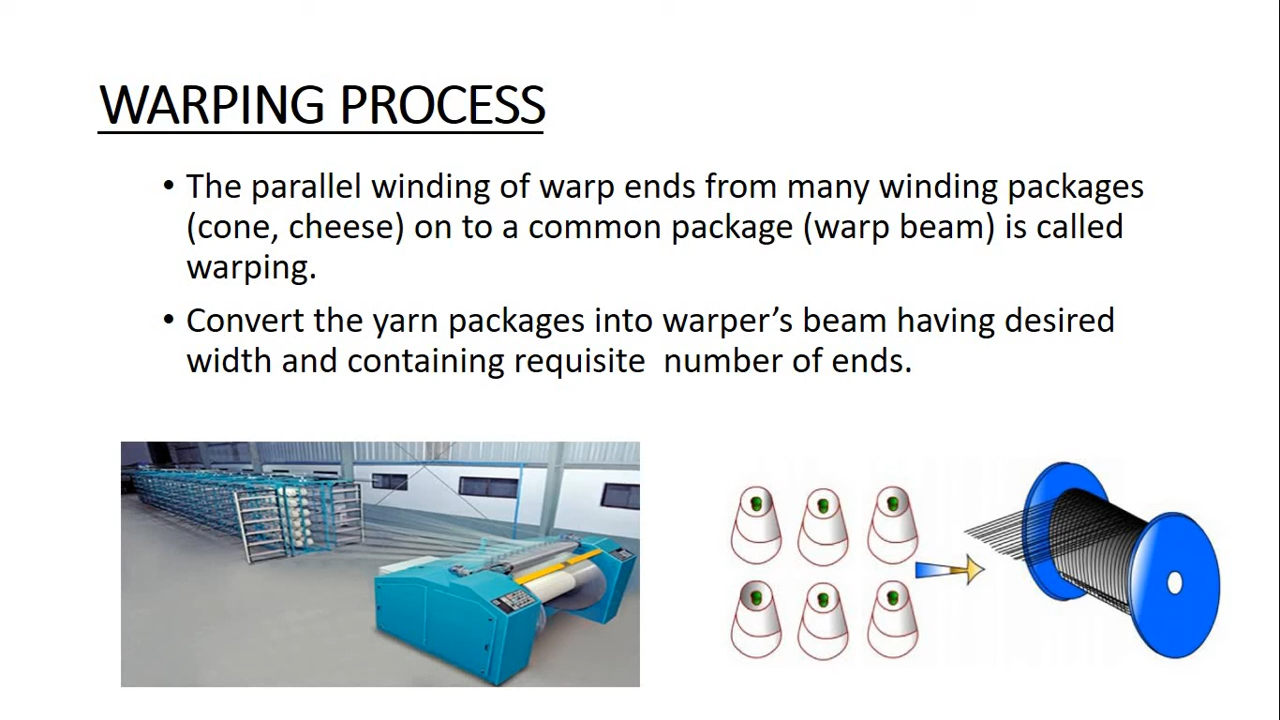 WARPING PROCESS
• The parallel winding of warp ends from many winding packages
(cone, cheese) on to a common package (warp beam) is called
warping.
• Convert the yarn packages into warper’s beam having desired
width and containing requisite  number of ends.